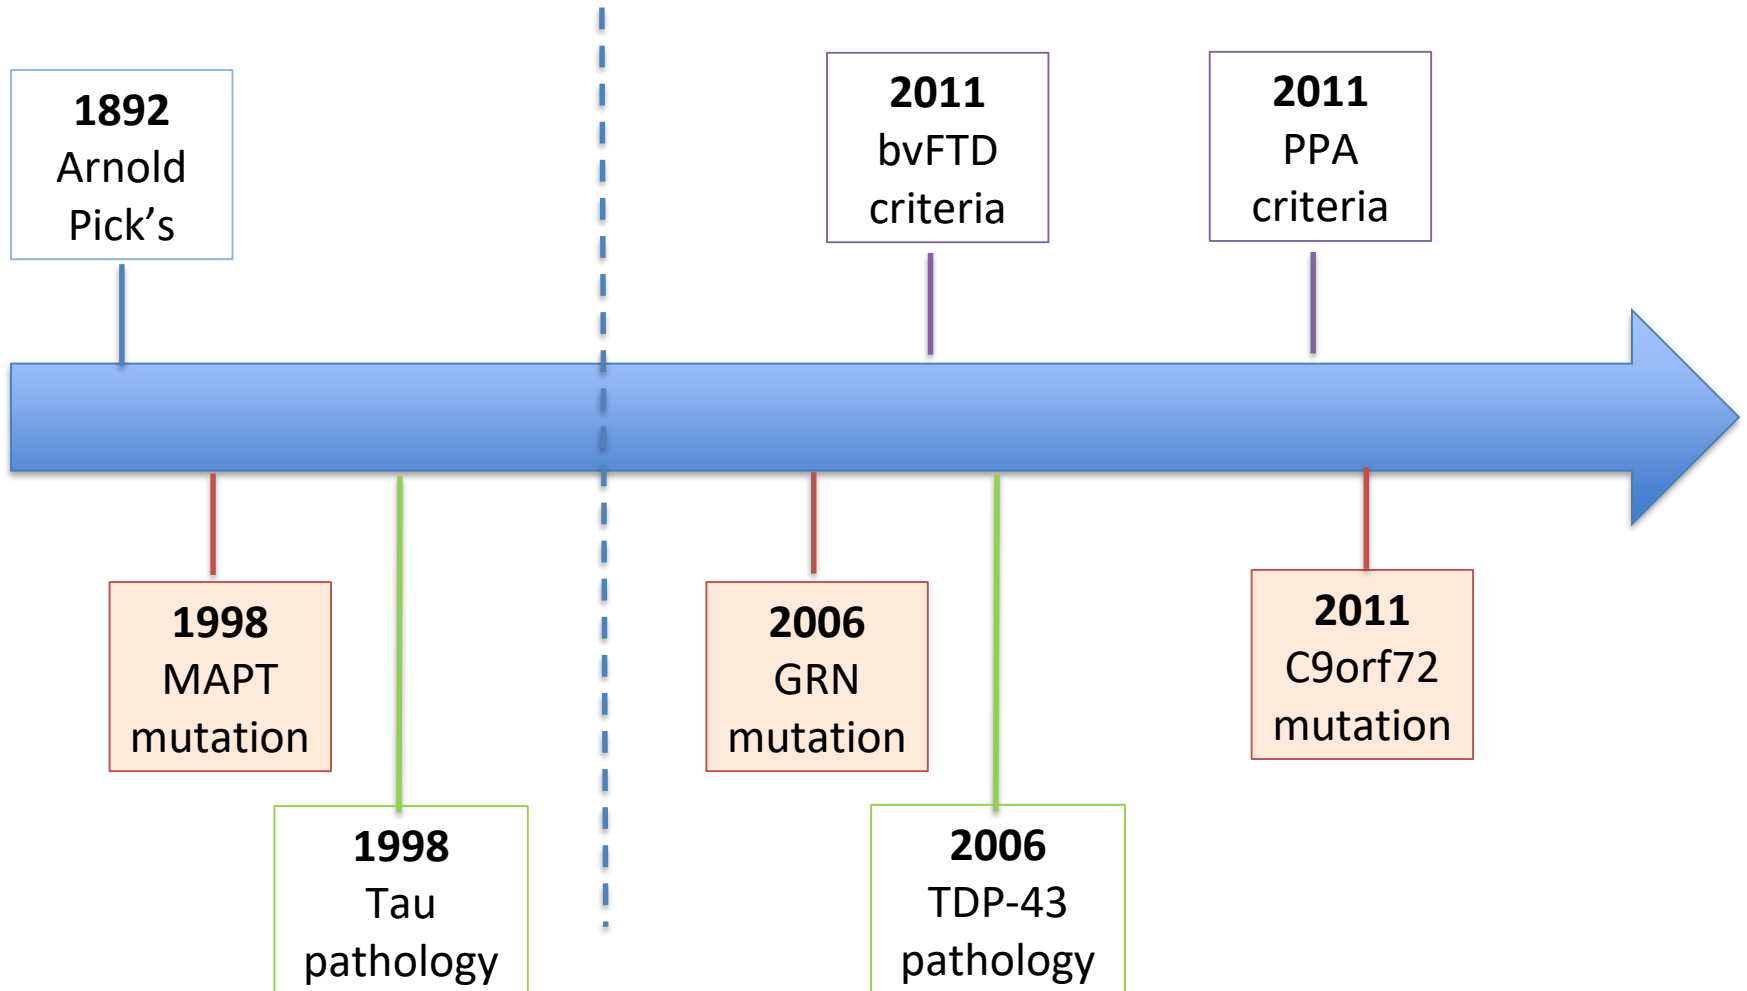 1892
Arnold
Pick’s
2011
bvFTD
criteria
2011
PPA
criteria
1998
MAPT
mutation
2006
GRN
mutation
2011
C9orf72
mutation
1998
Tau
pathology
2006
TDP-43
pathology